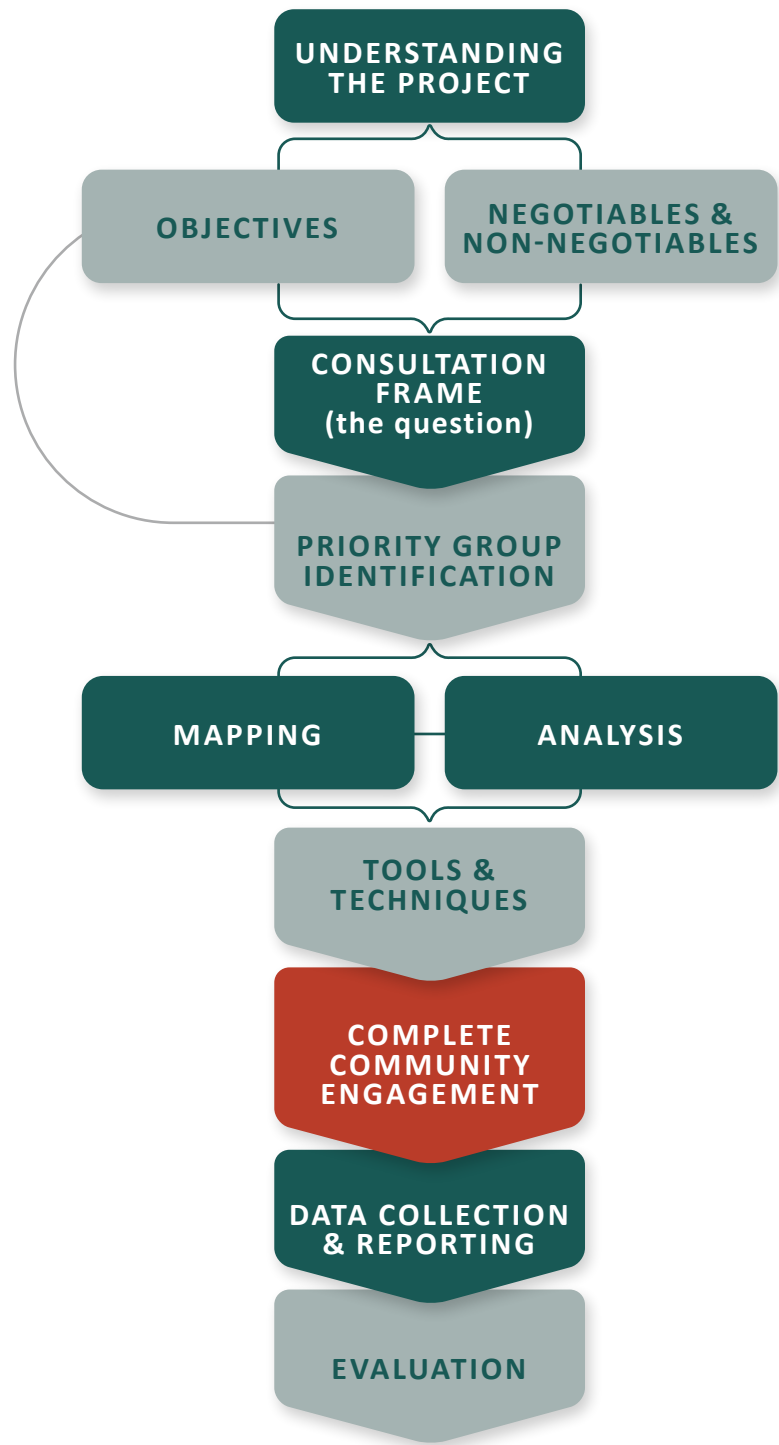 UNDERSTANDING
THE PROJECT
OBJECTIVES
NEGOTIABLES &
NON-NEGOTIABLES
CONSULTATION
FRAME
(the question)
PRIORITY GROUP
IDENTIFICATION
MAPPING
ANALYSIS
TOOLS &
TECHNIQUES
COMPLETE
COMMUNITY
ENGAGEMENT
DATA COLLECTION
& REPORTING
EVALUATION